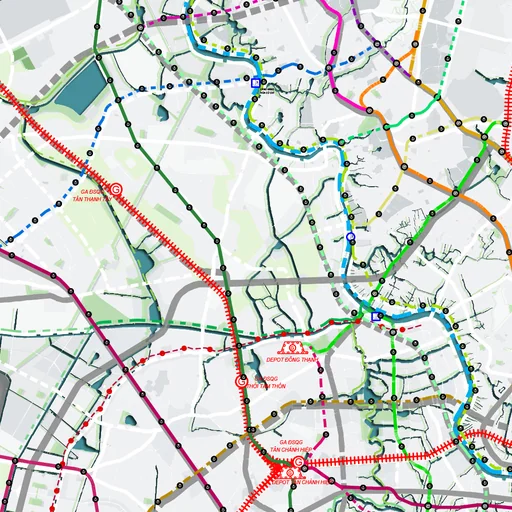 GA ĐSQG
TÂN THẠNH TÂY
DEPOT ĐÔNG THẠNH
GA ĐSQG
THỚI TAM THÔN
GA ĐSQG
TÂN CHÁNH HIỆP
DEPOT TÂN CHÁNH HIỆP